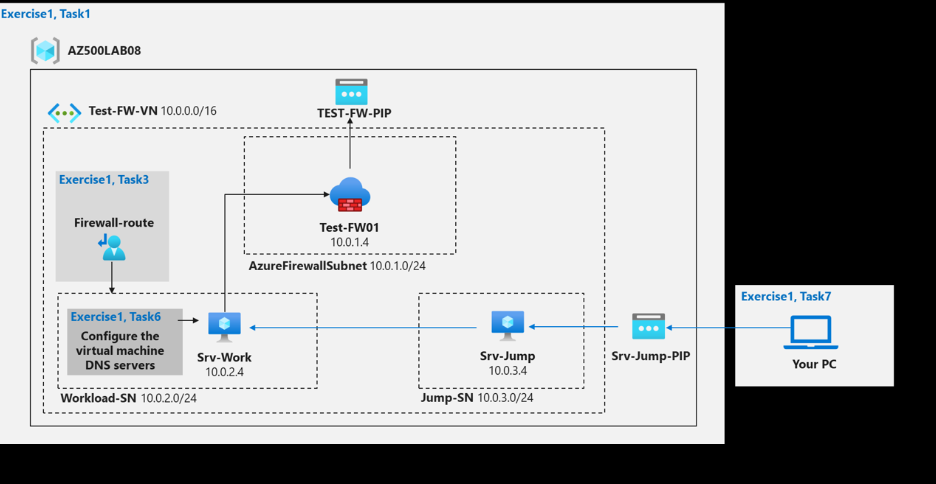 Exercise1, Task1
AZ500LAB08
TEST-FW-PIP
Test-FW-VN 10.0.0.0/16
Exercise1, Task3
Firewall-route
Test-FW01
10.0.1.4
AzureFirewallSubnet 10.0.1.0/24
Exercise1, Task6
Configure the
virtual machine
DNS servers
Srv-Work
10.0.2.4
Workload-SN 10.0.2.0/24
Srv-Jump
10.0.3.4
Jump-SN 10.0.3.0/24
Srv-Jump-PIP
Exercise1, Task7
Your PC